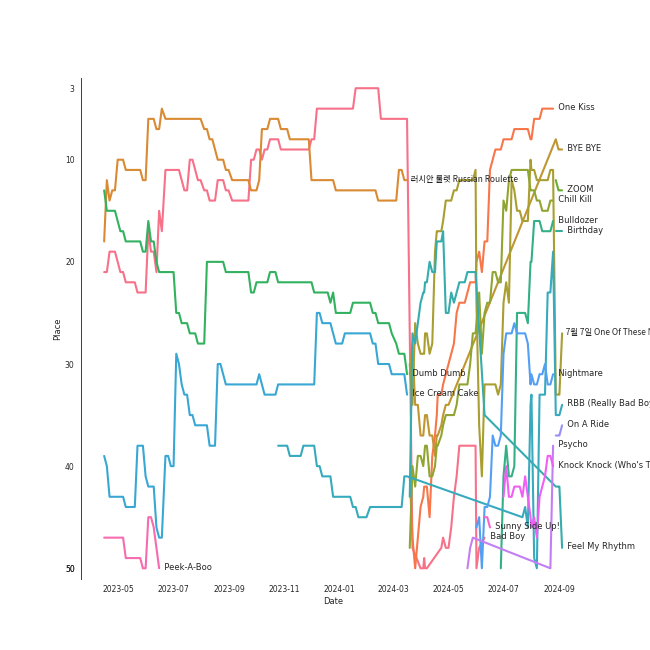 3
10
20
30
40
50
Place
One Kiss
BYE BYE
러시안 룰렛 Russian Roulette
ZOOM
Chill Kill
Bulldozer
Birthday
7월 7일 One Of These N
Dumb Dumb
Nightmare
Ice Cream Cake
RBB (Really Bad Boy
On A Ride
Psycho
Knock Knock (Who's T
Sunny Side Up!
Bad Boy
Feel My Rhythm
Peek-A-Boo
2023-05
2023-07
2023-09
2023-11
2024-01
2024-03
2024-05
2024-07
2024-09
Date